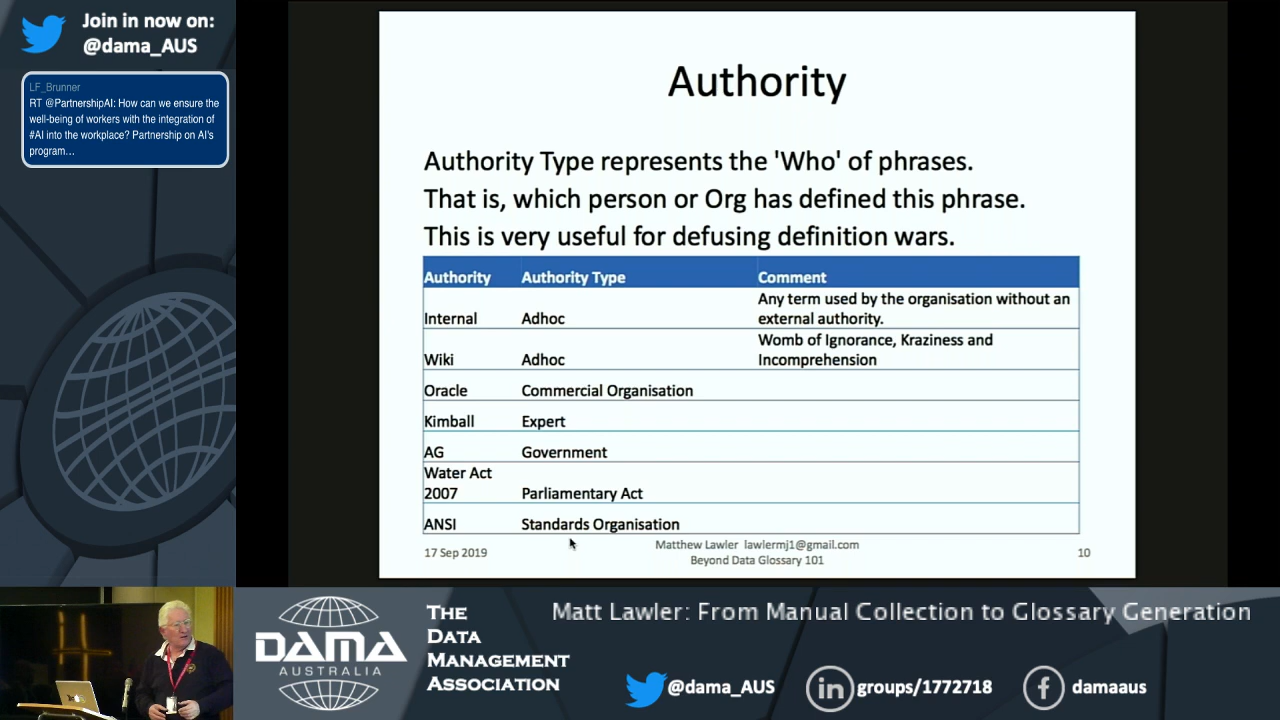 Join in now on:
@dama_AUS
LF_Brunner
RT @PartnershipAI: How can we ensure the
well-being of workers with the integration of
#AI into the workplace? Partnership on AI's
program…
Authority
Authority Type represents the 'Who' of phrases.
That is, which person or Org has defined this phrase.
This is very useful for defusing definition wars.
Authority Authority Type Comment
Internal Adhoc Any term used by the organisation without an
external authority.
Wiki Adhoc Womb of Ignorance, Kraziness and
Incomprehension
Oracle Commercial Organisation
Kimball Expert
AG Government
Water Act
2007 Parliamentary Act
ANSI Standards Organisation
17 Sep 2019
Matthew Lawler lawlermj1@gmail.com
Beyond Data Glossary 101
10
DAMA
AUSTRALIA
THE
DATA
MANAGEMENT
ASSOCIATION
Matt Lawler: From Manual Collection to Glossary Generation
@dama_AUS
in groups/1772718
f damaaus